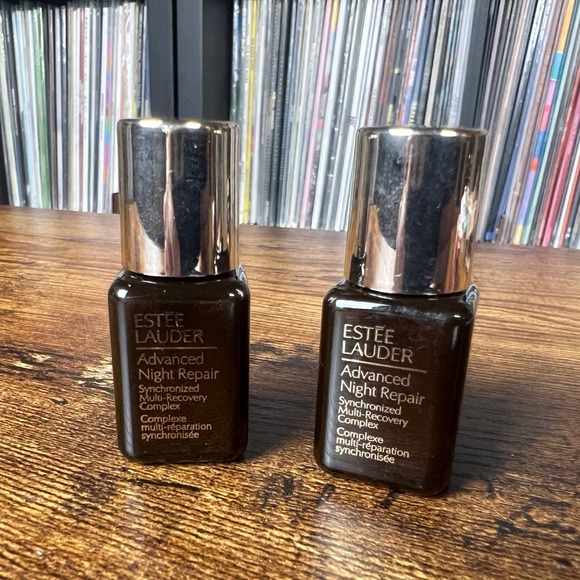 ESTĒE
LAUDER
Advanced
Night Repair
Synchronized
Multi-Recovery
Complex
Complexe
multi-réparation
synchronisée
ESTĒE
LAUDER
Advanced
Night Repair
Synchronized
Multi-Recovery
Complex
Complexe
multi-réparation
synchronisée